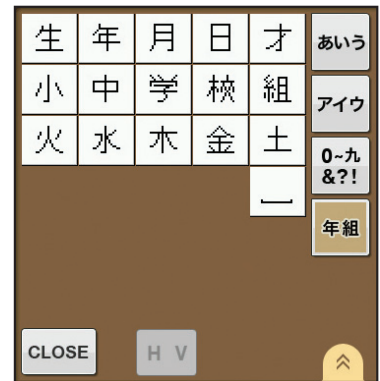 生 年 月 日 才
小 中 学 校 組
火 水 木 金 土
あいう
アイウ
0~九
&?!
年組
CLOSE
H V